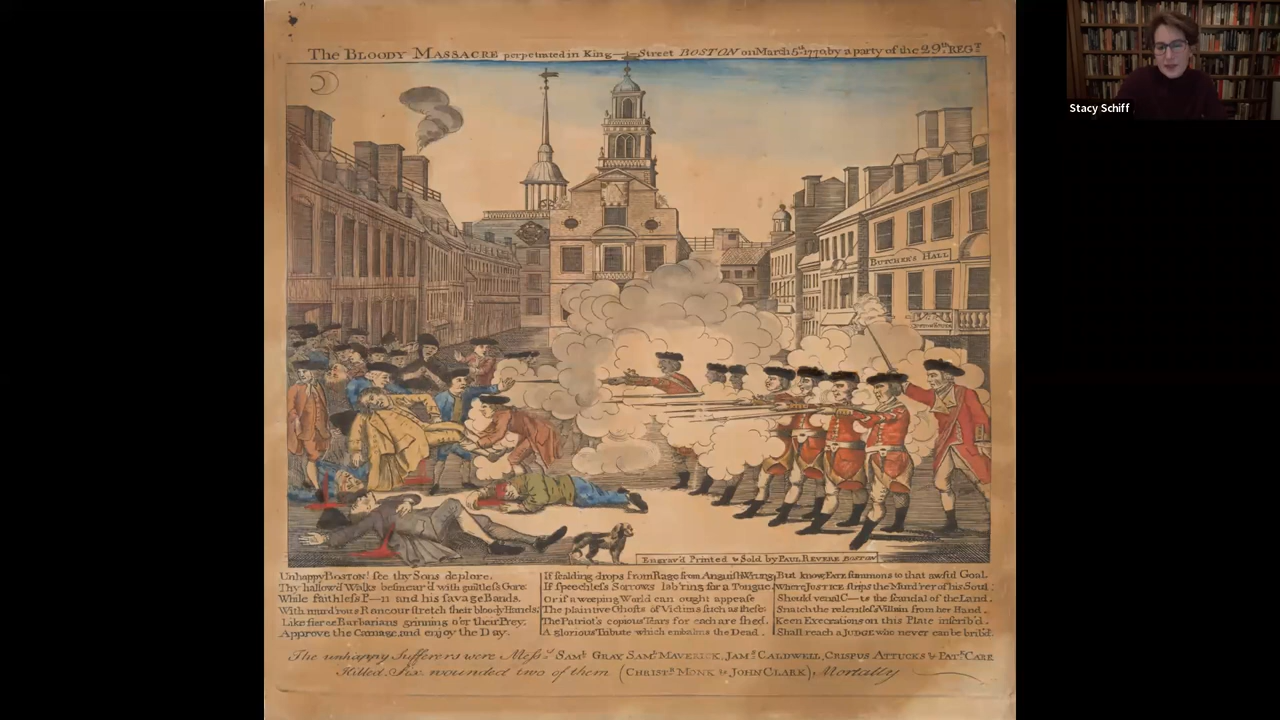 The BLOODY MASSACRE perpetrated in King Street BOSTON on March 5th 1770 by a party of the 29th REGT
Stacy Schiff
BUTCHER'S HALL
CUSTOM HOUSE
Engrav'd Printed & Sold by PAUL REVERE BOSTON
Unhappy BOSTON! see thy Sons deplore,
Thy hallow'd Walks besmear'd with guiltless Gore:
While faithless P—n and his savage Bands,
With murd'rous Rancour stretch their bloody Hands;
Like fierce Barbarians grinning o'er their Prey,
Approve the Carnage and enjoy the Day.
If scalding drops from Rage from Anguish Wrung
If speechless Sorrows lab'ring for a Tongue
Or if a weeping World can ought appease
The plaintive Ghosts of Victims such as these;
The Patriot's copious Tears for each are shed,
A glorious Tribute which embalms the Dead.
But know, FATE summons to that awful Goal,
Where JUSTICE strips the Murd'rer of his Soul:
Should venal C—ts the scandal of the Land,
Snatch the relentless Villain from her Hand,
Keen Execrations on this Plate inscrib'd,
Shall reach a JUDGE who never can be brib'd.
The unhappy Sufferers were Messs SAML GRAY SAML MAVERICK, JAMS CALDWELL, CRISPUS ATTUCKS & PATK CARR
Killed. Six wounded two of them (CHRISTR MONK & JOHN CLARK) Mortally